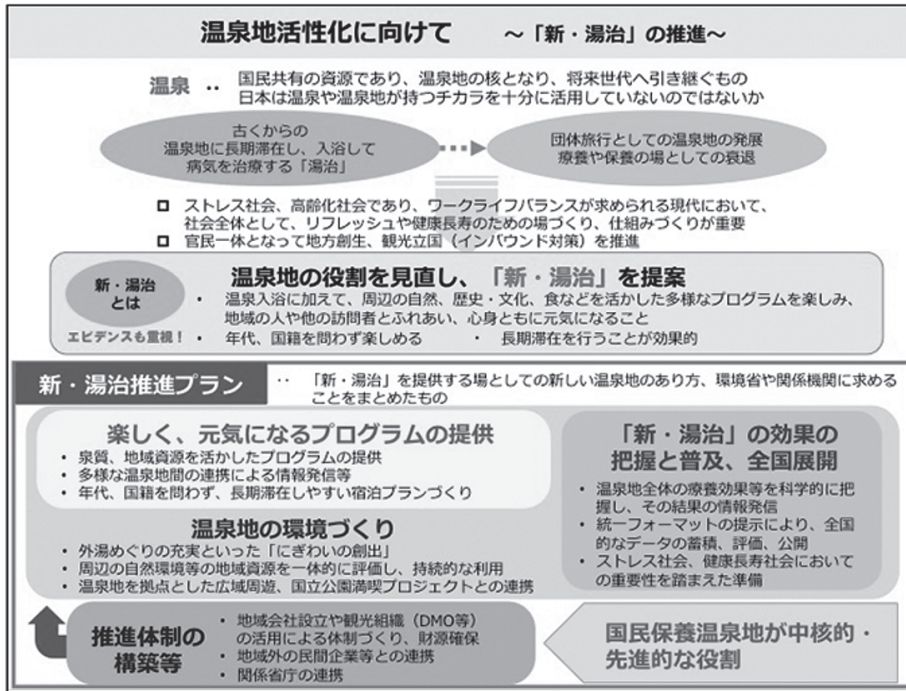 温泉地活性化に向けて ～「新・湯治」の推進～
温泉 ‥ 国民共有の資源であり、温泉地の核となり、将来世代へ引き継ぐもの
日本は温泉や温泉地が持つチカラを十分に活用していないのではないか
古くからの
温泉地に長期滞在し、入浴して
病気を治療する「湯治」
団体旅行としての温泉地の発展
療養や保養の場としての衰退
□ ストレス社会、高齢化社会であり、ワークライフバランスが求められる現代において、
社会全体として、リフレッシュや健康長寿のための場づくり、仕組みづくりが重要
□ 官民一体となって地方創生、観光立国（インバウンド対策）を推進
新・湯治
とは
エビデンスも重視！
温泉地の役割を見直し、「新・湯治」を提案
・ 温泉入浴に加えて、周辺の自然、歴史・文化、食などを活かした多様なプログラムを楽しみ、
地域の人や他の訪問者とふれあい、心身ともに元気になること
・ 年代、国籍を問わず楽しめる ・ 長期滞在を行うことが効果的
新・湯治推進プラン ‥ 「新・湯治」を提供する場としての新しい温泉地のあり方、環境省や関係機関に求める
ことをまとめたもの
楽しく、元気になるプログラムの提供
・ 泉質、地域資源を活かしたプログラムの提供
・ 多様な温泉地間の連携による情報発信等
・ 年代、国籍を問わず、長期滞在しやすい宿泊プランづくり
温泉地の環境づくり
・ 外湯めぐりの充実といった「にぎわいの創出」
・ 周辺の自然環境等の地域資源を一体的に評価し、持続的な利用
・ 温泉地を拠点とした広域周遊、国立公園満喫プロジェクトとの連携
「新・湯治」の効果の
把握と普及、全国展開
・ 温泉地全体の療養効果等を科学的に把
握し、その結果の情報発信
・ 統一フォーマットの提示により、全国
的なデータの蓄積、評価、公開
・ ストレス社会、健康長寿社会において
の重要性を踏まえた準備
推進体制の
構築等
・ 地域会社設立や観光組織（DMO等）
の活用による体制づくり、財源確保
・ 地域外の民間企業等との連携
・ 関係省庁の連携
国民保養温泉地が中核的・
先進的な役割